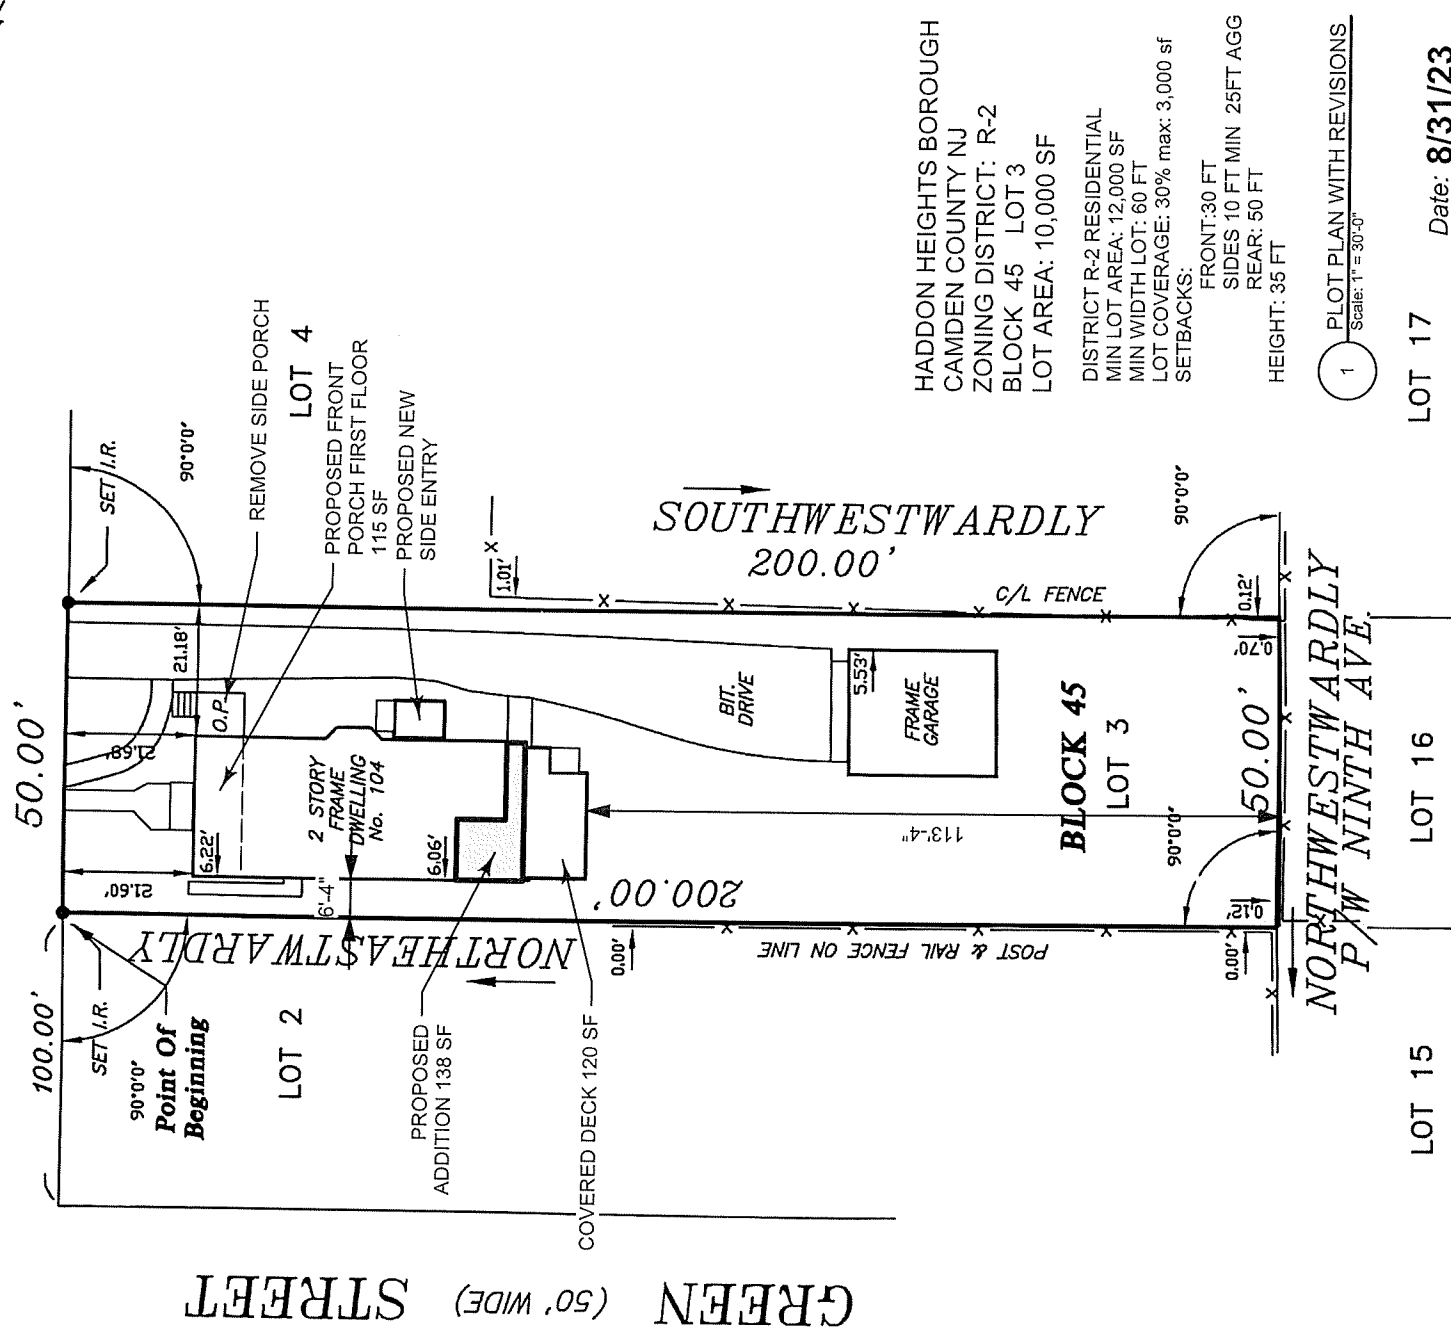 50.00'
100.00'
SET I.R.
SET I.R.
90°0'0"
90°0'0"
Point Of
Beginning
LOT 2
LOT 4
REMOVE SIDE PORCH
PROPOSED FRONT
PORCH FIRST FLOOR
115 SF
PROPOSED NEW
SIDE ENTRY
21.18'
21.68'
21.60'
O.P.
6.22'
2 STORY
FRAME
DWELLING
No. 104
6'-4"
6.06'
PROPOSED
ADDITION 138 SF
COVERED DECK 120 SF
NORTHEASTWARDLY
200.00'
SOUTHWESTWARDLY
200.00'
1.01'
C/L FENCE
BIT.
DRIVE
5.53'
FRAME
GARAGE
113'-4"
BLOCK 45
LOT 3
POST & RAIL FENCE ON LINE
0.00'
0.00'
0.12'
0.12'
0.70'
90°0'0"
90°0'0"
50.00'
NORTHWESTWARDLY
P/W NINTH AVE.
LOT 15
LOT 16
LOT 17
GREEN (50' WIDE) STREET
HADDON HEIGHTS BOROUGH
CAMDEN COUNTY NJ
ZONING DISTRICT: R-2
BLOCK 45 LOT 3
LOT AREA: 10,000 SF
DISTRICT R-2 RESIDENTIAL
MIN LOT AREA: 12,000 SF
MIN WIDTH LOT: 60 FT
LOT COVERAGE: 30% max: 3,000 sf
SETBACKS:
FRONT:30 FT
SIDES 10 FT MIN 25FT AGG
REAR: 50 FT
HEIGHT: 35 FT
1
PLOT PLAN WITH REVISIONS
Scale: 1" = 30'-0"
Date: 8/31/23